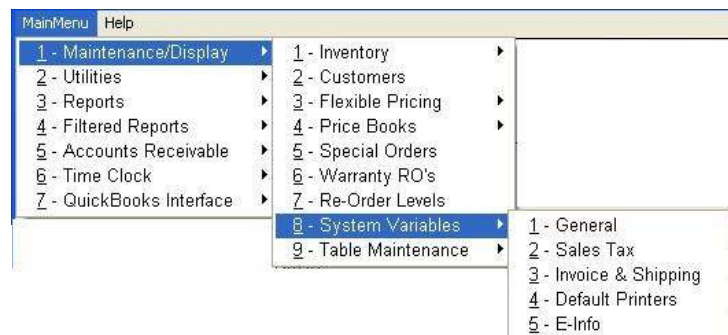 MainMenu Help
1 - Maintenance/Display
2 - Utilities
3 - Reports
4 - Filtered Reports
5 - Accounts Receivable
6 - Time Clock
7 - QuickBooks Interface
1 - Inventory
2 - Customers
3 - Flexible Pricing
4 - Price Books
5 - Special Orders
6 - Warranty RO's
7 - Re-Order Levels
8 - System Variables
9 - Table Maintenance
1 - General
2 - Sales Tax
3 - Invoice & Shipping
4 - Default Printers
5 - E-Info